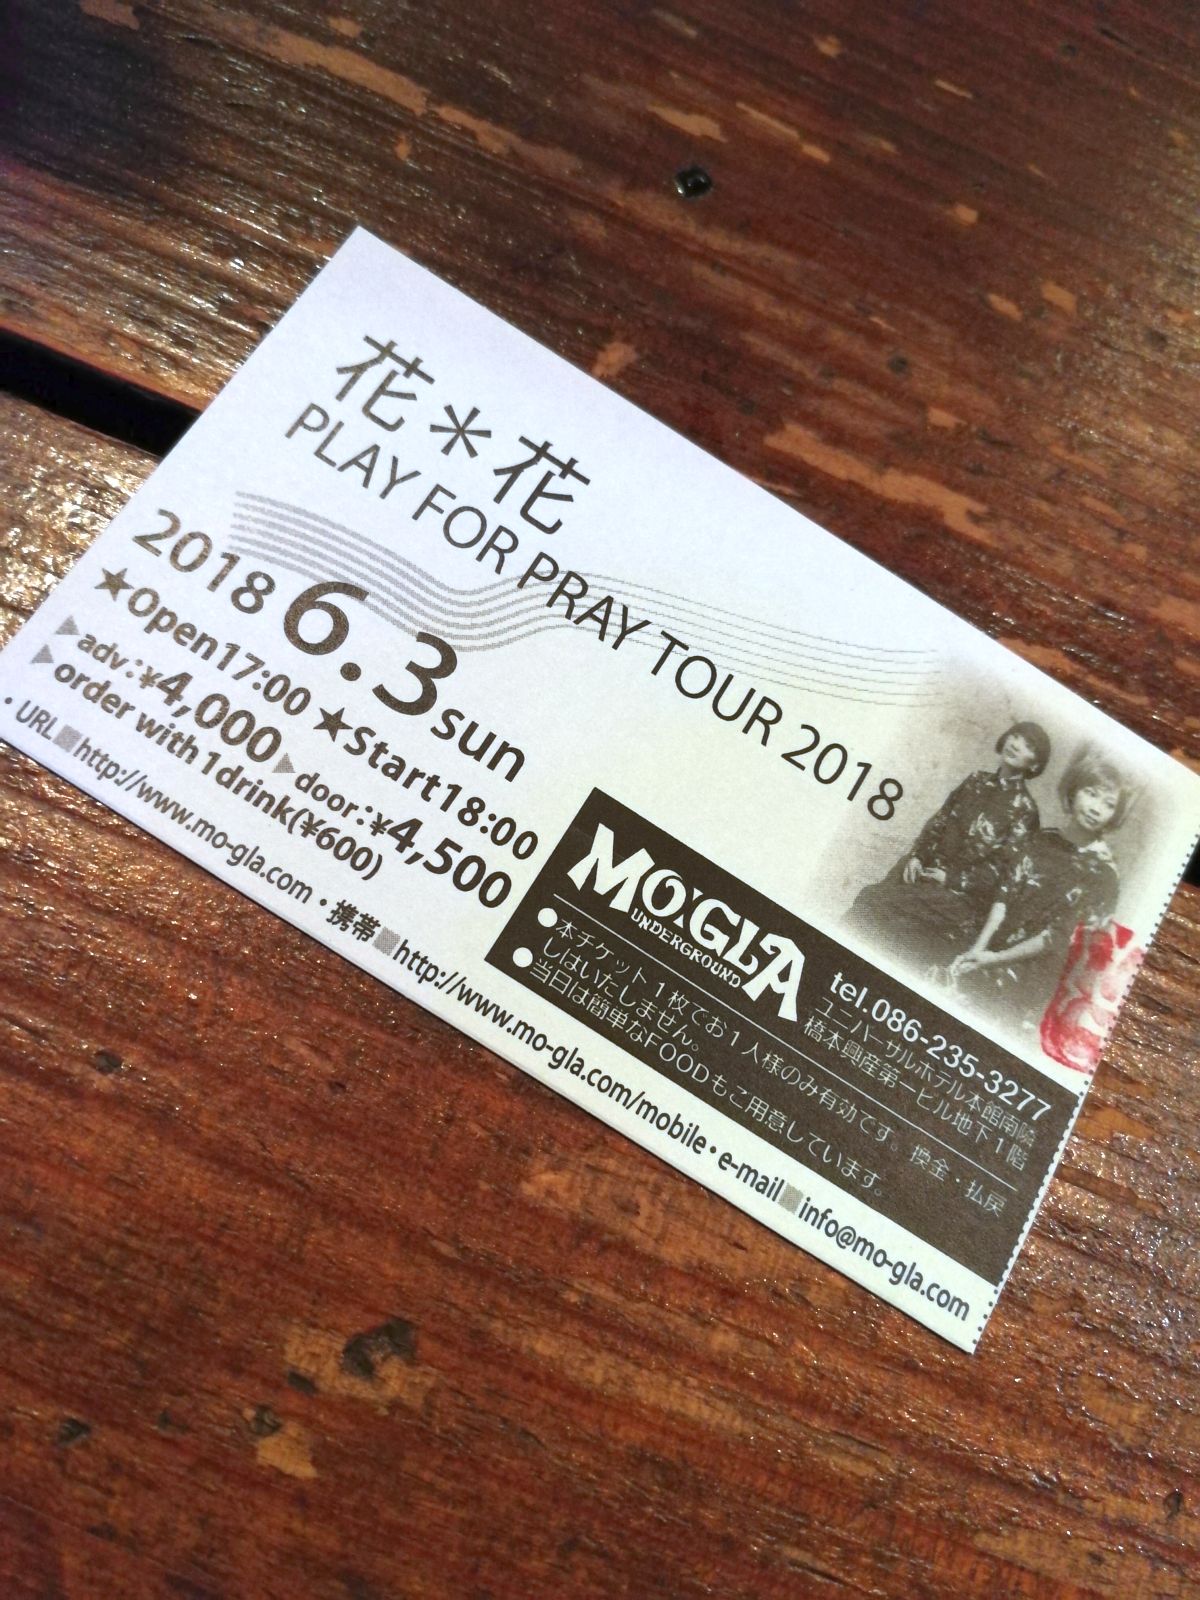 花＊花
PLAY FOR PRAY TOUR 2018
2018 6.3 sun
★Open17:00 ★Start18:00
▶adv:¥4,000 ▶door:¥4,500
▶order with 1drink(¥600)
・URL■http://www.mo-gla.com・携帯■http://www.mo-gla.com/mobile・e-mail■info@mo-gla.com
MO:GLA
UNDERGROUND
tel.086-235-3277
ユニバーサルホテル本館南隣
橋本興産第一ビル地下1階
●本チケット1枚でお1人様のみ有効です。換金・払戻
しはいたしません。
●当日は簡単なFOODもご用意しています。